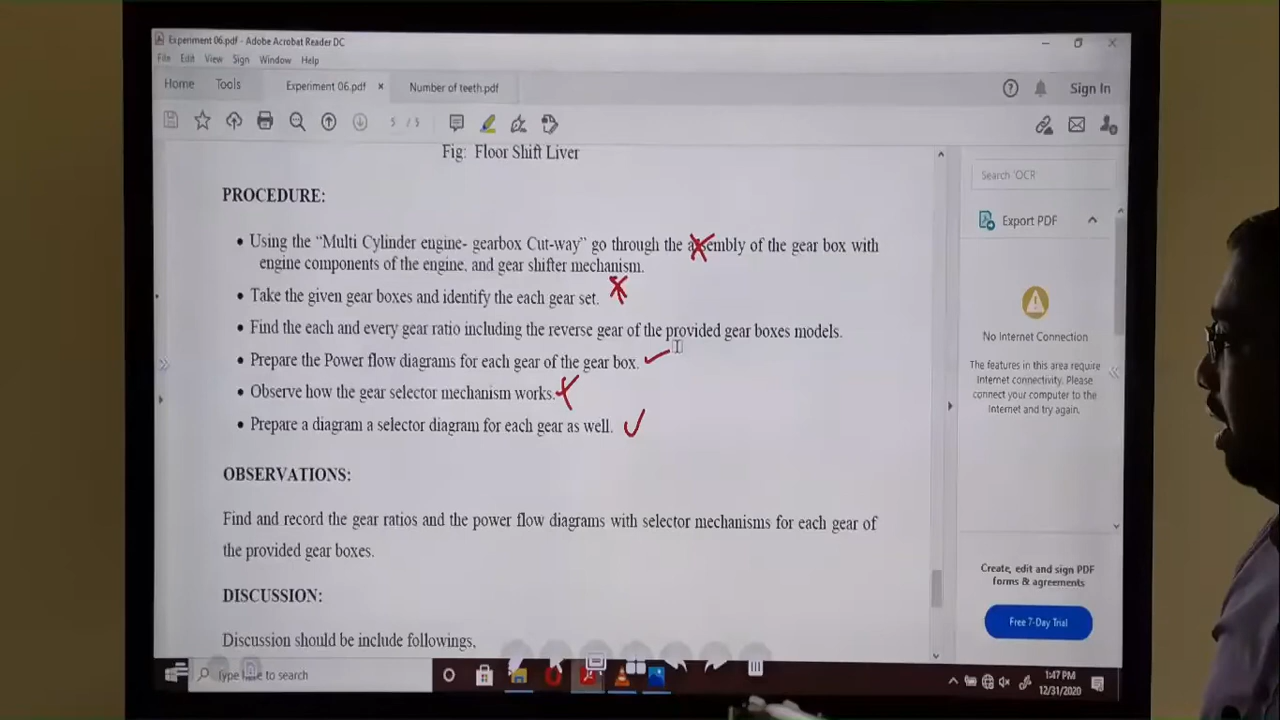 Experiment 06.pdf - Adobe Acrobat Reader DC
File Edit View Sign Window Help
Home Tools Experiment 06.pdf × Number of teeth.pdf Sign In
5 / 5
Fig: Floor Shift Liver
Search 'OCR
PROCEDURE:
Export PDF
• Using the “Multi Cylinder engine- gearbox Cut-way” go through the assembly of the gear box with
engine components of the engine, and gear shifter mechanism.
• Take the given gear boxes and identify the each gear set.
• Find the each and every gear ratio including the reverse gear of the provided gear boxes models.
• Prepare the Power flow diagrams for each gear of the gear box.
• Observe how the gear selector mechanism works.
• Prepare a diagram a selector diagram for each gear as well.
No Internet Connection
The features in this area require
Internet connectivity. Please
connect your computer to the
Internet and try again.
OBSERVATIONS:
Find and record the gear ratios and the power flow diagrams with selector mechanisms for each gear of
the provided gear boxes.
DISCUSSION:
Discussion should be include followings,
Create, edit and sign PDF
forms & agreements
Free 7-Day Trial
Type here to search
1:47 PM
12/31/2020